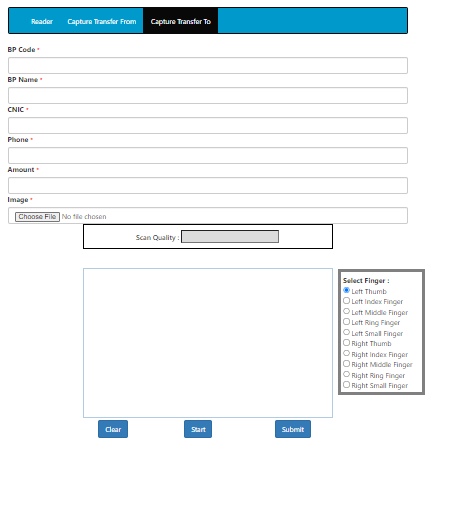 Reader Capture Transfer From Capture Transfer To
BP Code *
BP Name *
CNIC *
Phone *
Amount *
Image *
Choose File No file chosen
Scan Quality :
Select Finger :
Left Thumb
Left Index Finger
Left Middle Finger
Left Ring Finger
Left Small Finger
Right Thumb
Right Index Finger
Right Middle Finger
Right Ring Finger
Right Small Finger
Clear Start Submit